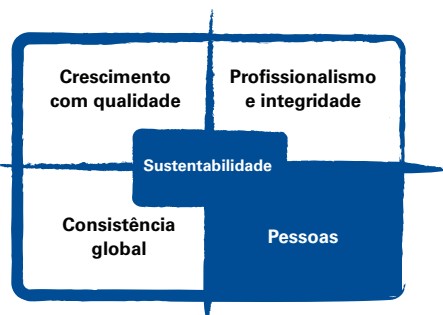 Crescimento
com qualidade
Profissionalismo
e integridade
Sustentabilidade
Consistência
global
Pessoas